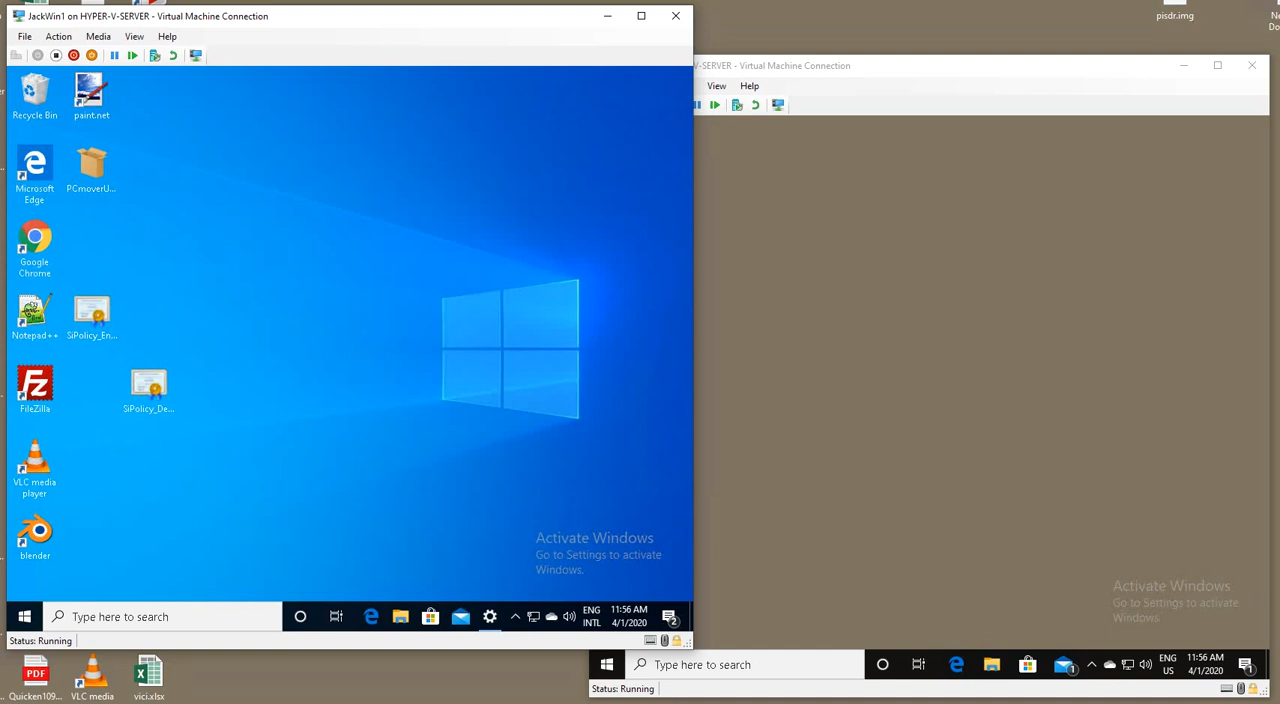 pisdr.img
JackWin1 on HYPER-V-SERVER - Virtual Machine Connection
File Action Media View Help
V-SERVER - Virtual Machine Connection
View Help
Recycle Bin
paint.net
Microsoft
Edge
PCmoverU...
Google
Chrome
Notepad++
SiPolicy_En...
FileZilla
SiPolicy_De...
VLC media
player
blender
Activate Windows
Go to Settings to activate
Windows.
Type here to search
ENG
INTL
11:56 AM
4/1/2020
2
Status: Running
Activate Windows
Go to Settings to activate
Windows.
Type here to search
1
ENG
US
11:56 AM
4/1/2020
1
Status: Running
PDF
Quicken109...
VLC media
vici.xlsx